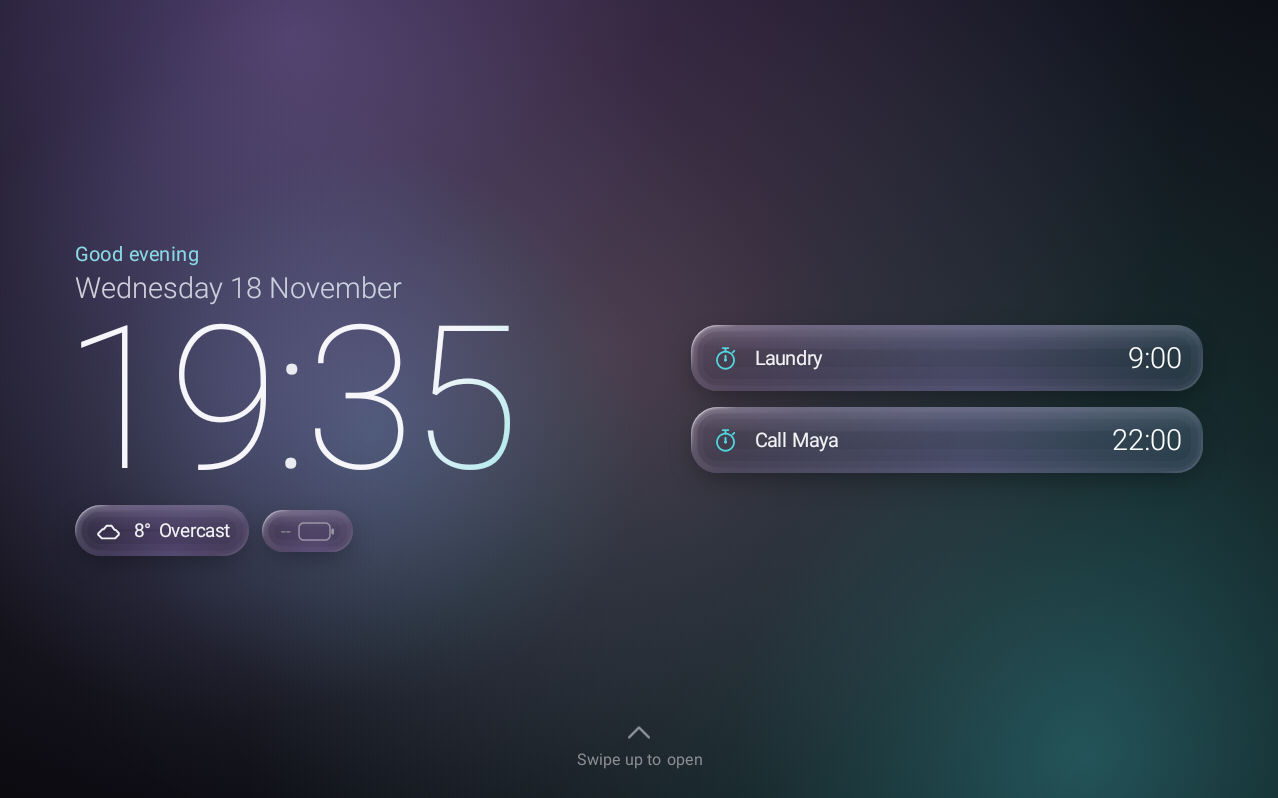 Good evening
Wednesday 18 November
19:35
8° Overcast
--
Laundry 9:00
Call Maya 22:00
Swipe up to open